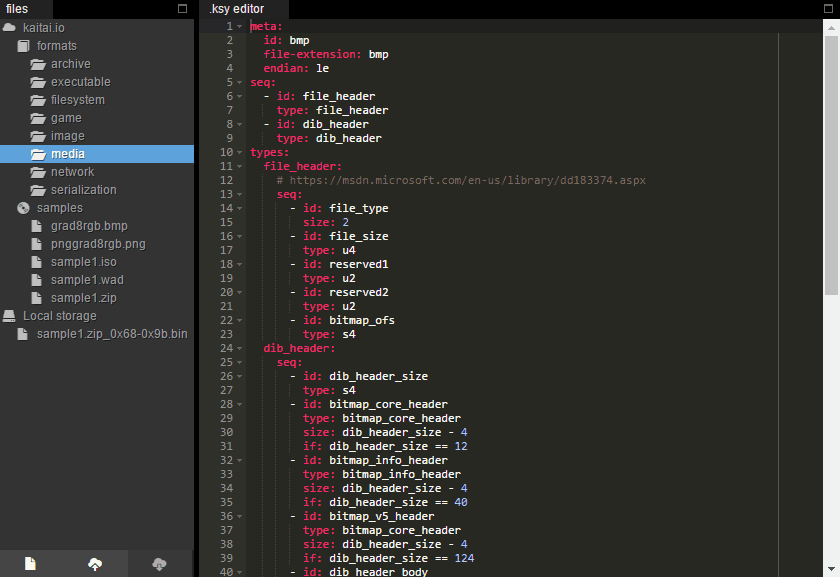 files
kaitai.io
formats
archive
executable
filesystem
game
image
media
network
serialization
samples
grad8rgb.bmp
pnggrad8rgb.png
sample1.iso
sample1.wad
sample1.zip
Local storage
sample1.zip_0x68-0x9b.bin
.ksy editor
1 meta:
2 id: bmp
3 file-extension: bmp
4 endian: le
5 seq:
6 - id: file_header
7 type: file_header
8 - id: dib_header
9 type: dib_header
10 types:
11 file_header:
12 # https://msdn.microsoft.com/en-us/library/dd183374.aspx
13 seq:
14 - id: file_type
15 size: 2
16 - id: file_size
17 type: u4
18 - id: reserved1
19 type: u2
20 - id: reserved2
21 type: u2
22 - id: bitmap_ofs
23 type: s4
24 dib_header:
25 seq:
26 - id: dib_header_size
27 type: s4
28 - id: bitmap_core_header
29 type: bitmap_core_header
30 size: dib_header_size - 4
31 if: dib_header_size == 12
32 - id: bitmap_info_header
33 type: bitmap_info_header
34 size: dib_header_size - 4
35 if: dib_header_size == 40
36 - id: bitmap_v5_header
37 type: bitmap_core_header
38 size: dib_header_size - 4
39 if: dib_header_size == 124
40 - id: dib_header_body